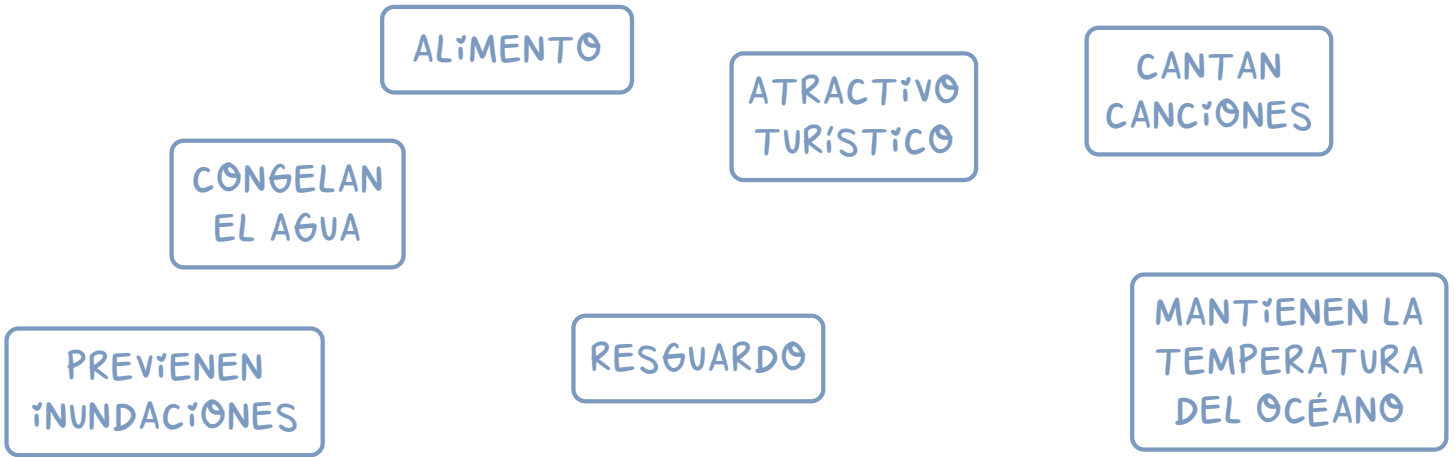 ALIMENTO
ATRACTIVO
TURÍSTICO
CANTAN
CANCIONES
CONGELAN
EL AGUA
PREVIENEN
INUNDACIONES
RESGUARDO
MANTIENEN LA
TEMPERATURA
DEL OCÉANO